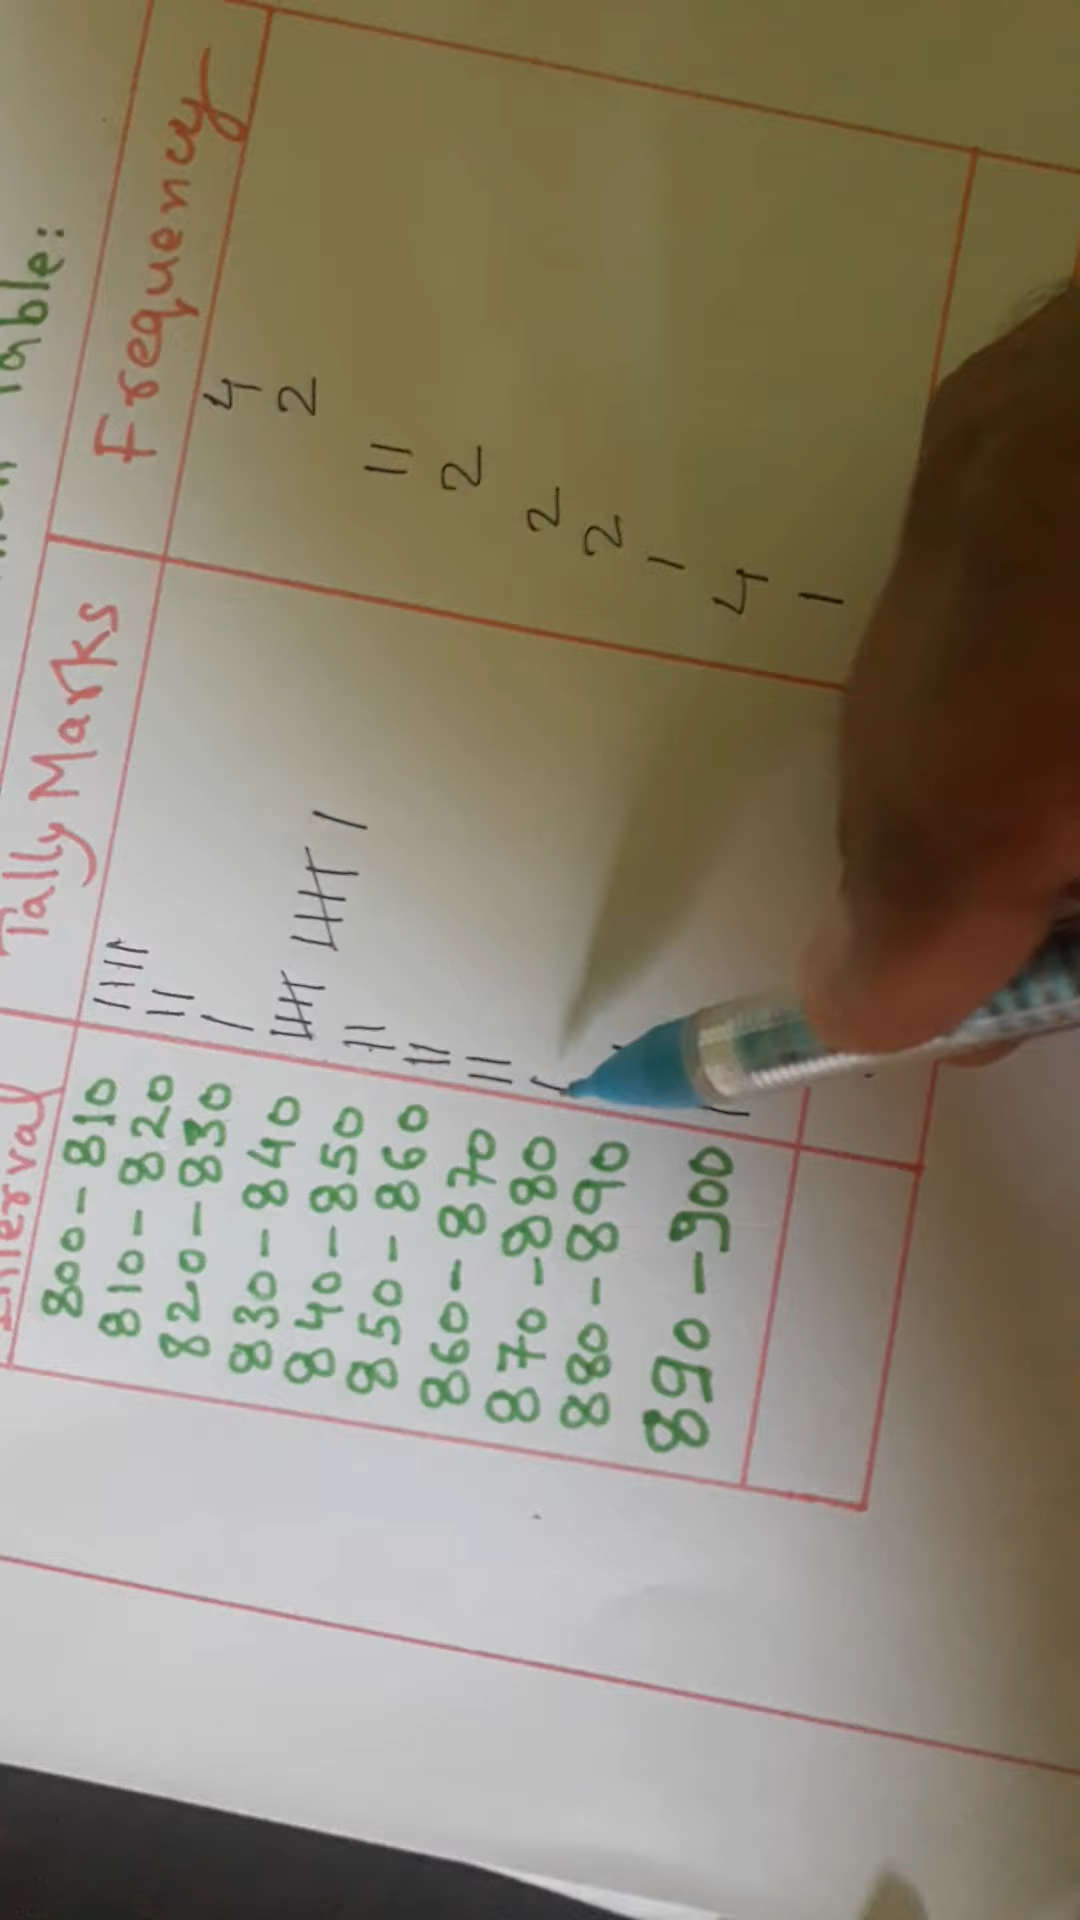 Table:
Interval Tally Marks Frequency
800-810 |||| 4
810-820 || 2
820-830 |
830-840 𝍸 𝍸 | 11
840-850 || 2
850-860 || 2
860-870 || 2
870-880 | 1
880-890 4
890-900 | 1